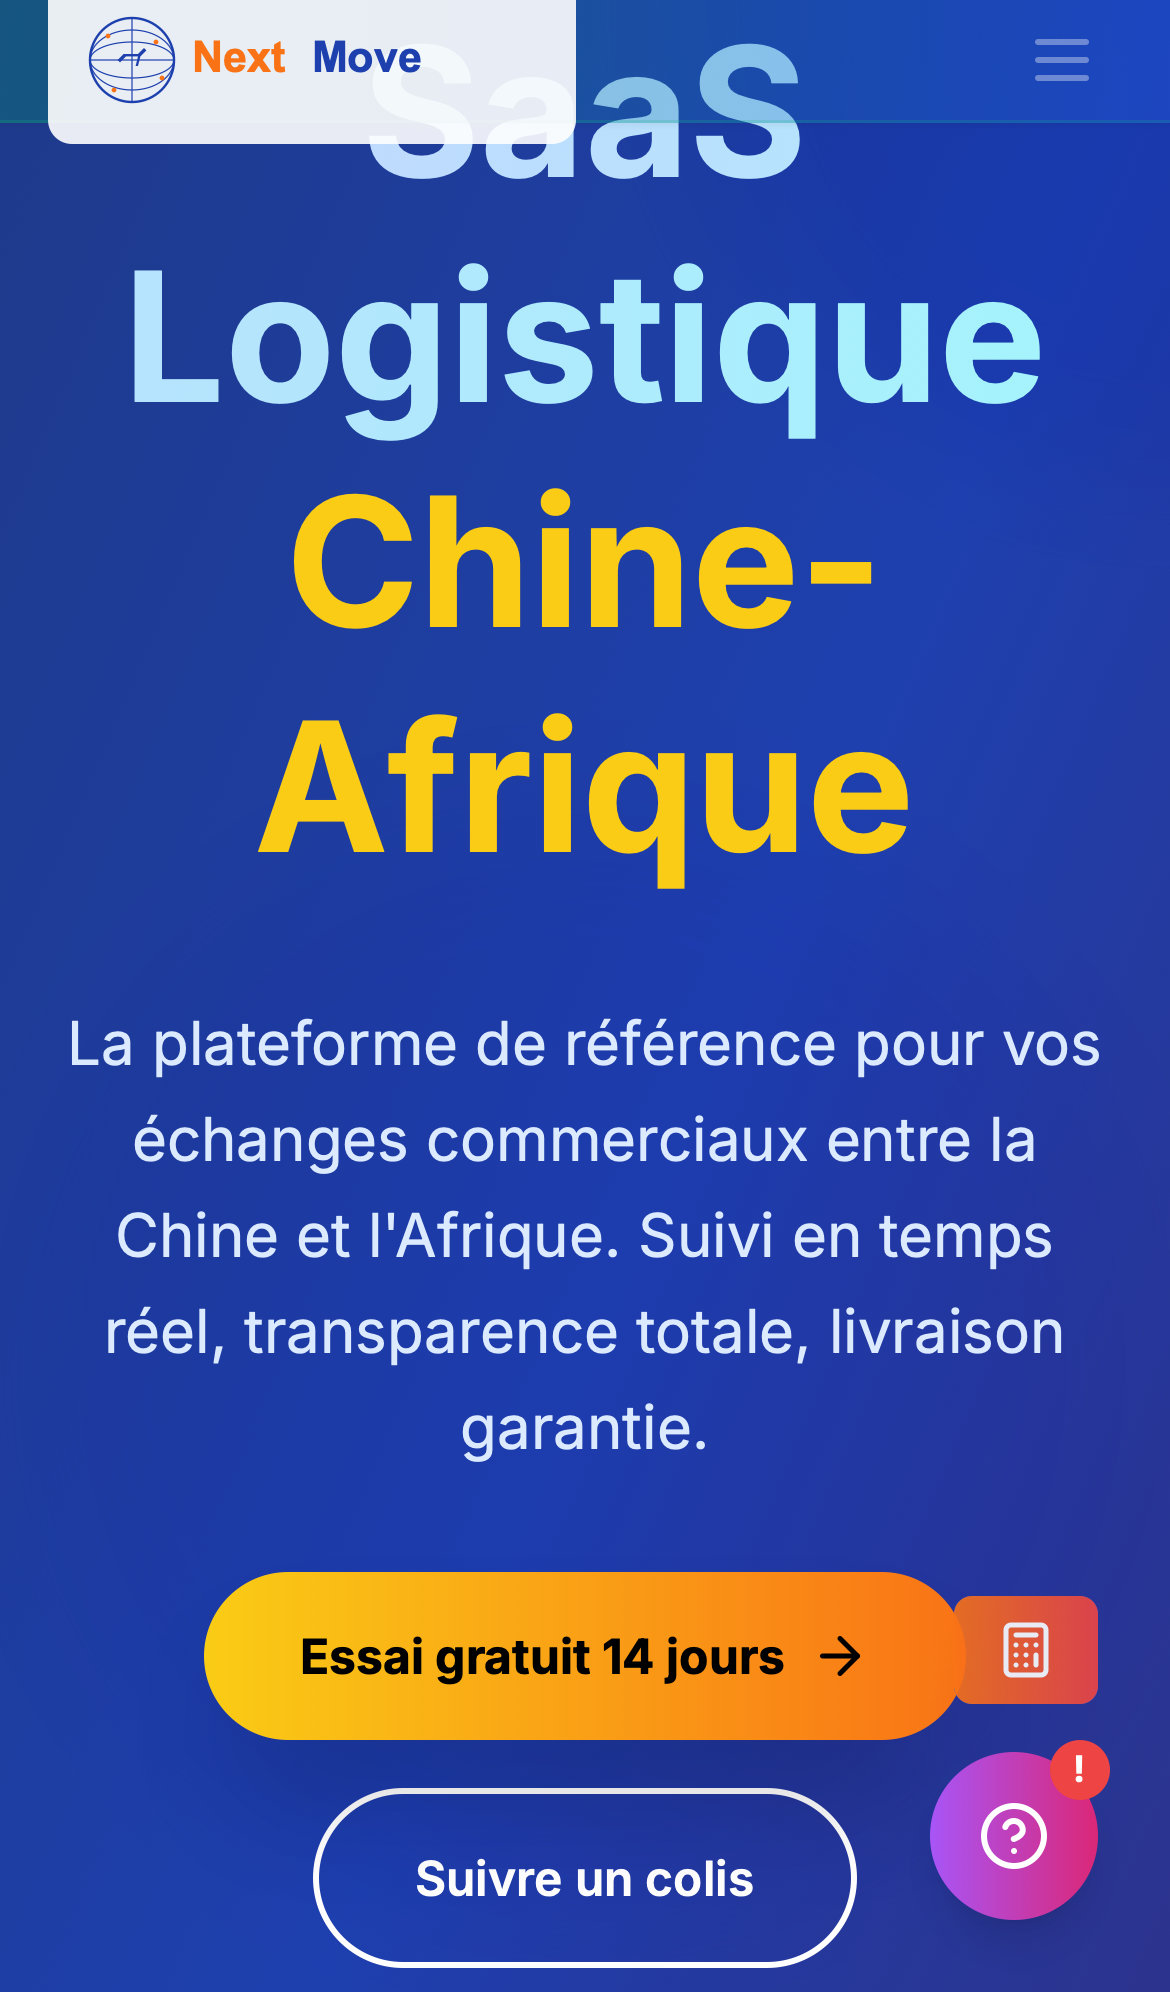 Next Move
SaaS
Logistique
Chine-
Afrique
La plateforme de référence pour vos
échanges commerciaux entre la
Chine et l'Afrique. Suivi en temps
réel, transparence totale, livraison
garantie.
Essai gratuit 14 jours →
!
?
Suivre un colis